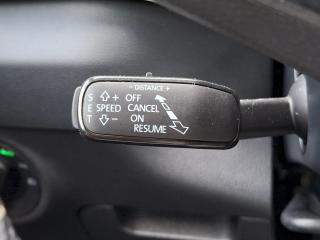 - DISTANCE +
S ⇧ + OFF
E SPEED CANCEL
T ⇩ - ON
RESUME